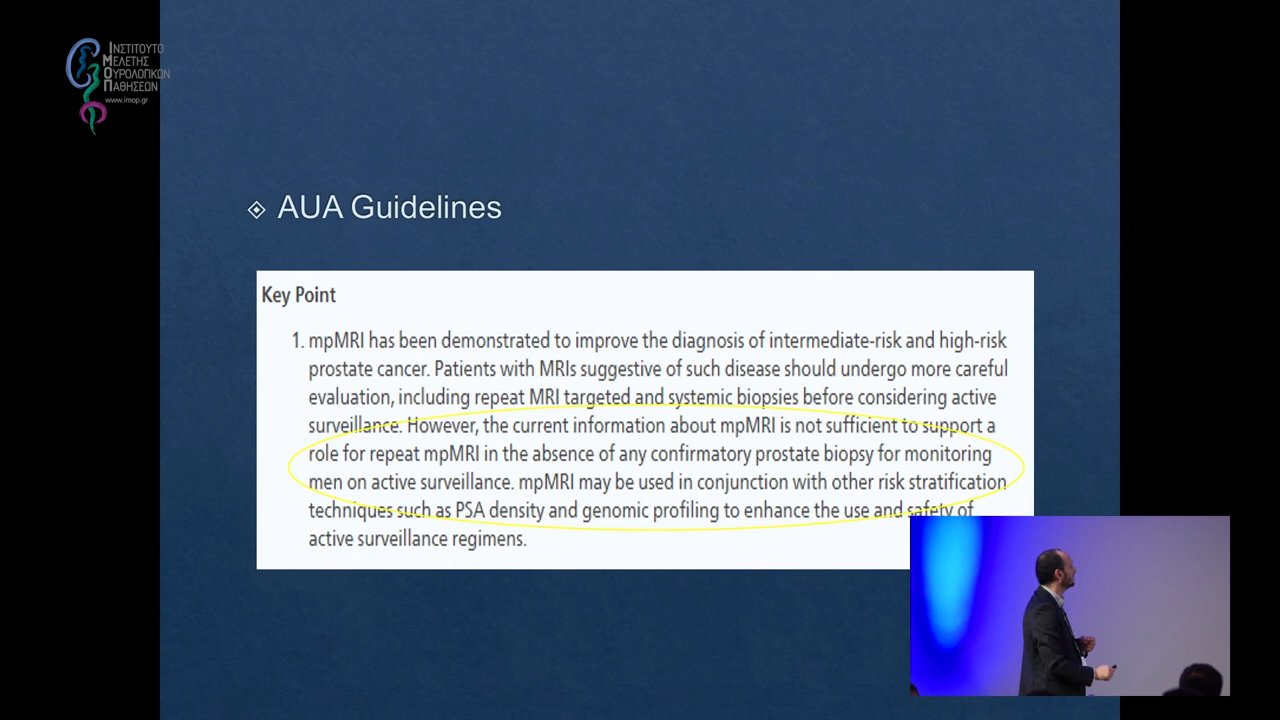 ΙΝΣΤΙΤΟΥΤΟ
ΜΕΛΕΤΗΣ
ΟΥΡΟΛΟΓΙΚΩΝ
ΠΑΘΗΣΕΩΝ
www.imop.gr
AUA Guidelines
Key Point
1. mpMRI has been demonstrated to improve the diagnosis of intermediate-risk and high-risk
prostate cancer. Patients with MRIs suggestive of such disease should undergo more careful
evaluation, including repeat MRI targeted and systemic biopsies before considering active
surveillance. However, the current information about mpMRI is not sufficient to support a
role for repeat mpMRI in the absence of any confirmatory prostate biopsy for monitoring
men on active surveillance. mpMRI may be used in conjunction with other risk stratification
techniques such as PSA density and genomic profiling to enhance the use and safety of
active surveillance regimens.